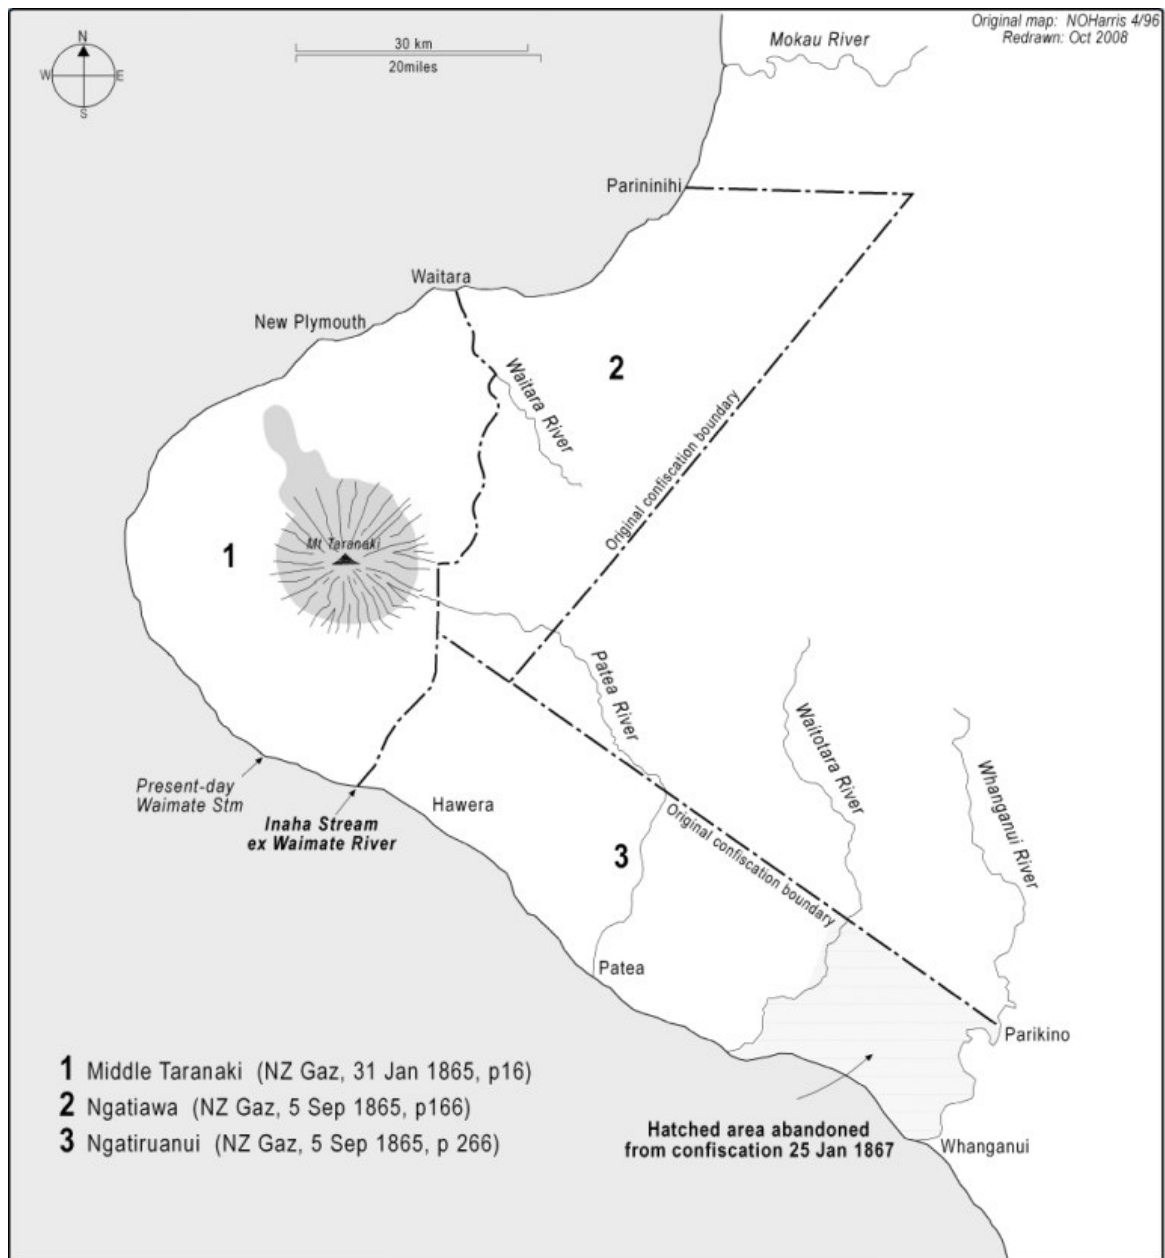 Original map: NOHarris 4/96
Redrawn: Oct 2008
N
W E
S
30 km
20miles
Mokau River
Parininihi
Waitara
New Plymouth
2
Waitara River
Original confiscation boundary
1
Mt Taranaki
Patea River
Waitotara River
Whanganui River
Present-day
Waimate Stm
Inaha Stream
ex Waimate River
Hawera
3
Original confiscation boundary
Patea
Parikino
Hatched area abandoned
from confiscation 25 Jan 1867
Whanganui
1 Middle Taranaki (NZ Gaz, 31 Jan 1865, p16)
2 Ngatiawa (NZ Gaz, 5 Sep 1865, p166)
3 Ngatiruanui (NZ Gaz, 5 Sep 1865, p 266)